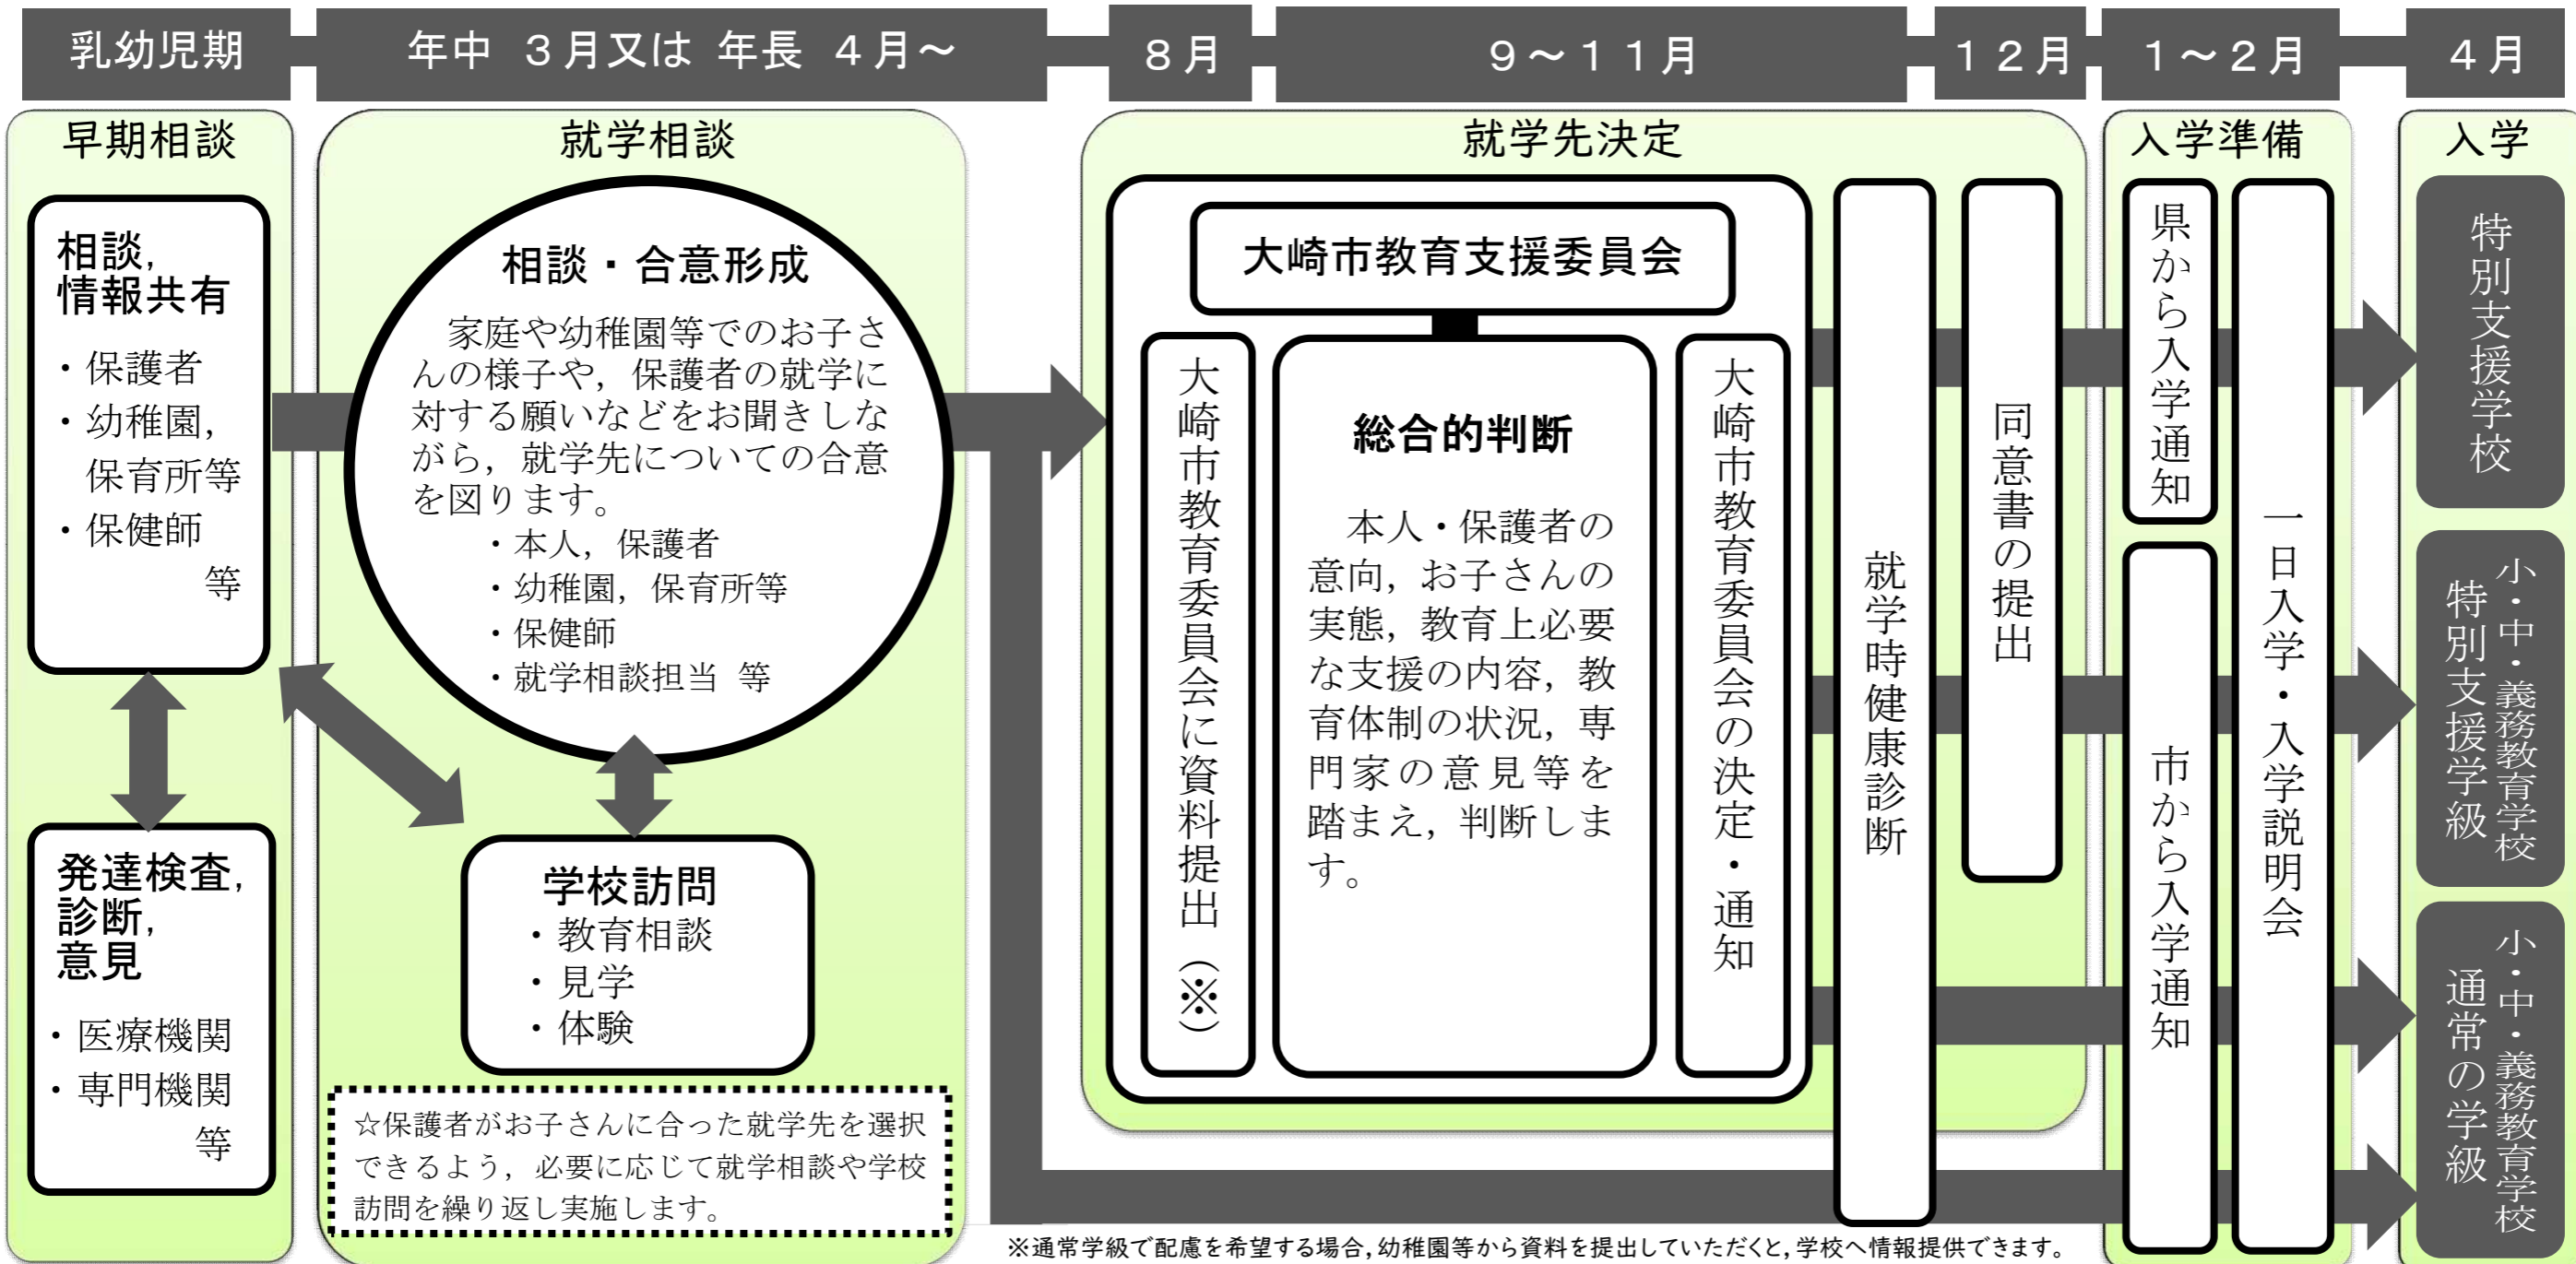 乳幼児期
年中 3月又は 年長 4月～
8月
9～11月
12月
1～2月
4月
早期相談
相談,
情報共有
・保護者
・幼稚園,
保育所等
・保健師
等
発達検査,
診断,
意見
・医療機関
・専門機関
等
就学相談
相談・合意形成
家庭や幼稚園等でのお子さ
んの様子や，保護者の就学に
対する願いなどをお聞きしな
がら，就学先についての合意
を図ります。
・本人，保護者
・幼稚園，保育所等
・保健師
・就学相談担当 等
学校訪問
・教育相談
・見学
・体験
☆保護者がお子さんに合った就学先を選択
できるよう，必要に応じて就学相談や学校
訪問を繰り返し実施します。
就学先決定
大崎市教育支援委員会
大崎市教育委員会に資料提出（※）
総合的判断
本人・保護者の
意向，お子さんの
実態，教育上必要
な支援の内容，教
育体制の状況，専
門家の意見等を
踏まえ，判断しま
す。
大崎市教育委員会の決定・通知
就学時健康診断
同意書の提出
入学準備
県から入学通知
市から入学通知
一日入学・入学説明会
入学
特別支援学校
小・中・義務教育学校
特別支援学級
小・中・義務教育学校
通常の学級
※通常学級で配慮を希望する場合，幼稚園等から資料を提出していただくと，学校へ情報提供できます。